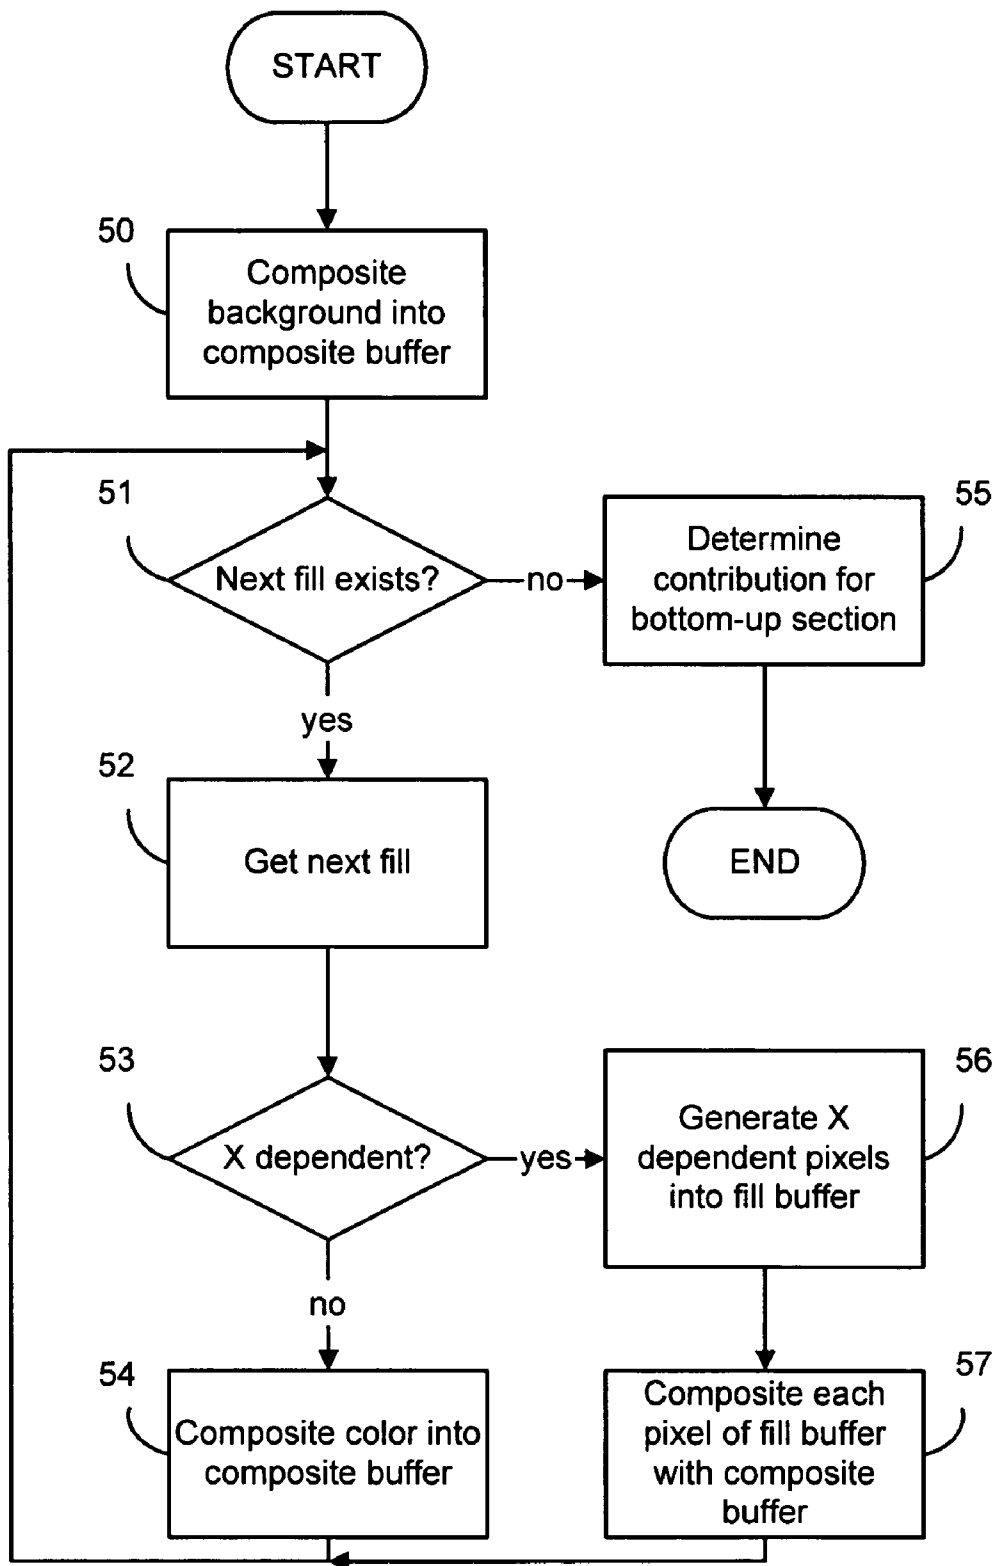 START
50
Composite
background into
composite buffer
51
Next fill exists?
no
55
Determine
contribution for
bottom-up section
yes
52
Get next fill
END
53
X dependent?
yes
56
Generate X
dependent pixels
into fill buffer
no
54
Composite color into
composite buffer
57
Composite each
pixel of fill buffer
with composite
buffer